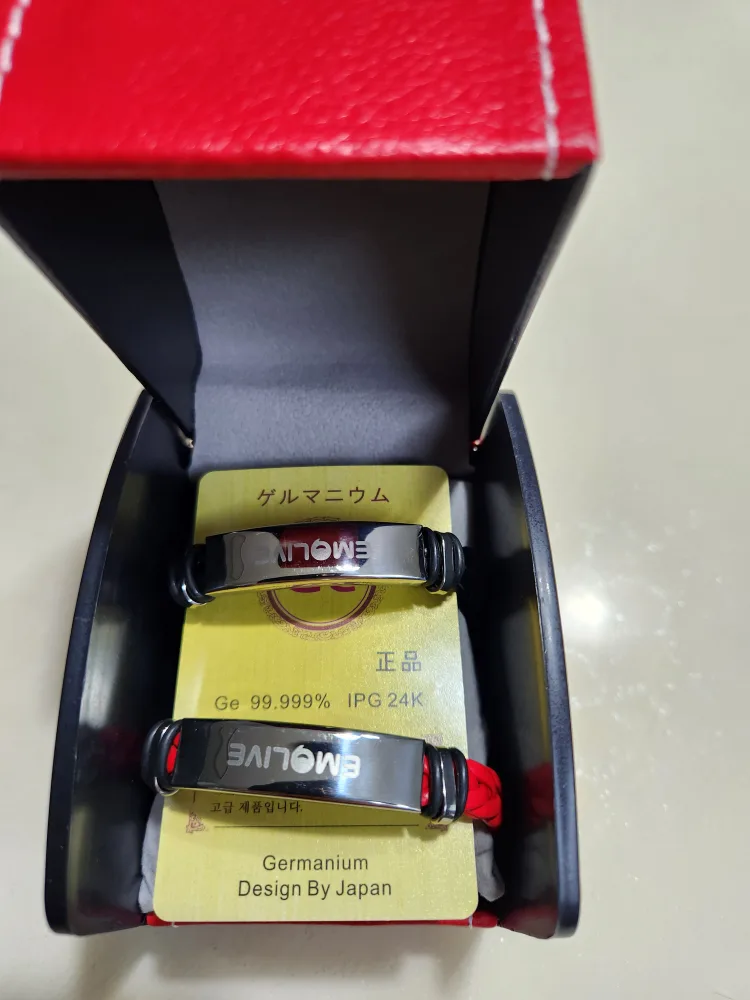 ゲルマニウム
EMOLIVE
正品
Ge 99.999% IPG 24K
EMOLIVE
고급 제품입니다.
Germanium
Design By Japan